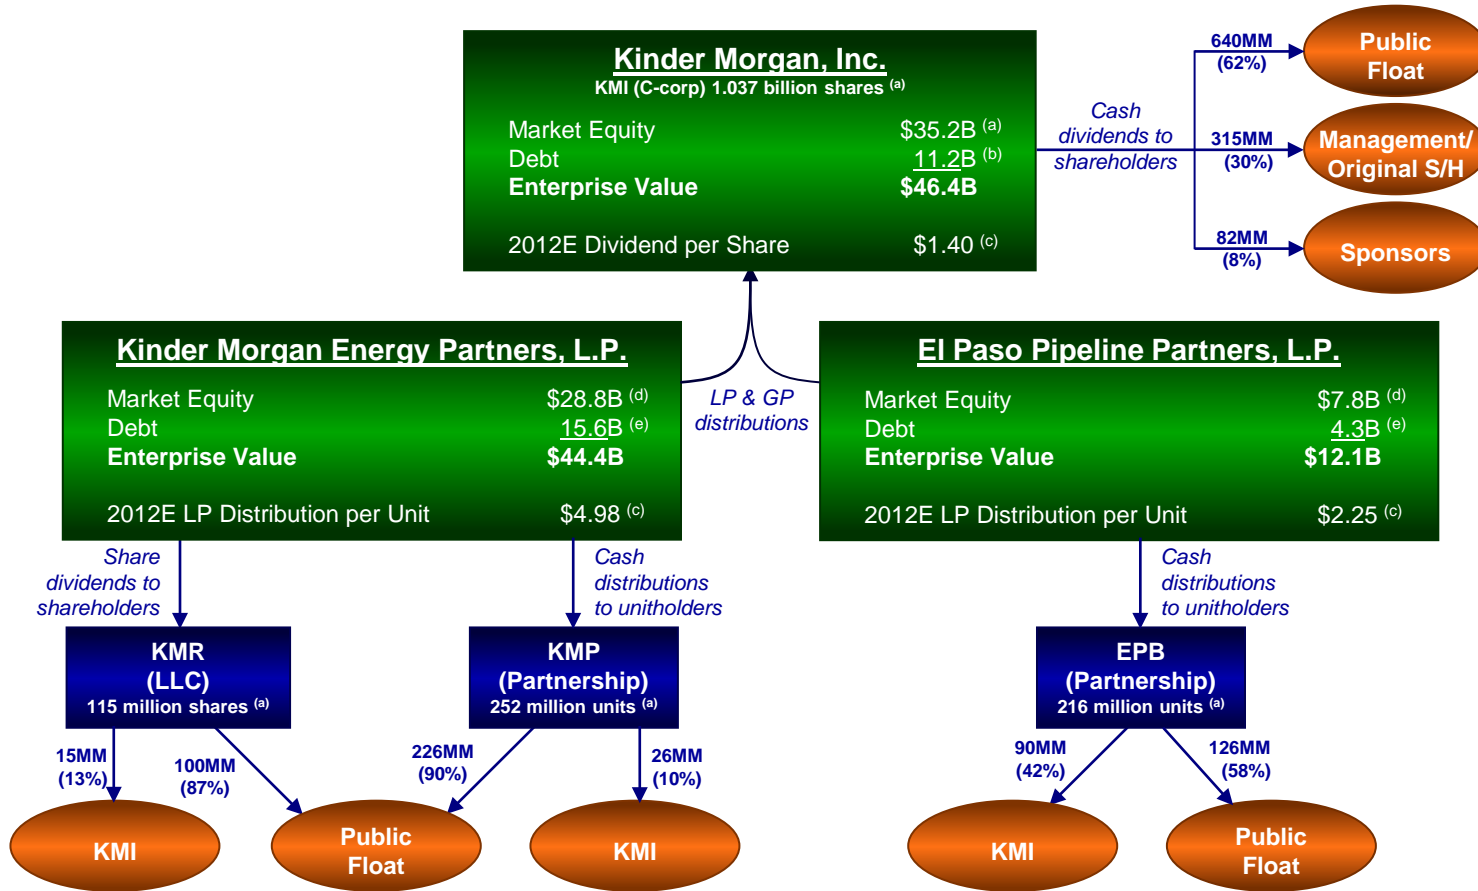 Kinder Morgan, Inc.
KMI (C-corp) 1.037 billion shares (a)
Market Equity $35.2B (a)
Debt 11.2B (b)
Enterprise Value $46.4B
2012E Dividend per Share $1.40 (c)
Cash
dividends to
shareholders
640MM
(62%)
Public
Float
315MM
(30%)
Management/
Original S/H
82MM
(8%)
Sponsors
Kinder Morgan Energy Partners, L.P.
Market Equity $28.8B (d)
Debt 15.6B (e)
Enterprise Value $44.4B
2012E LP Distribution per Unit $4.98 (c)
LP & GP
distributions
El Paso Pipeline Partners, L.P.
Market Equity $7.8B (d)
Debt 4.3B (e)
Enterprise Value $12.1B
2012E LP Distribution per Unit $2.25 (c)
Share
dividends to
shareholders
Cash
distributions
to unitholders
Cash
distributions
to unitholders
KMR
(LLC)
115 million shares (a)
KMP
(Partnership)
252 million units (a)
EPB
(Partnership)
216 million units (a)
15MM
(13%)
100MM
(87%)
226MM
(90%)
26MM
(10%)
90MM
(42%)
126MM
(58%)
KMI
Public
Float
KMI
KMI
Public
Float